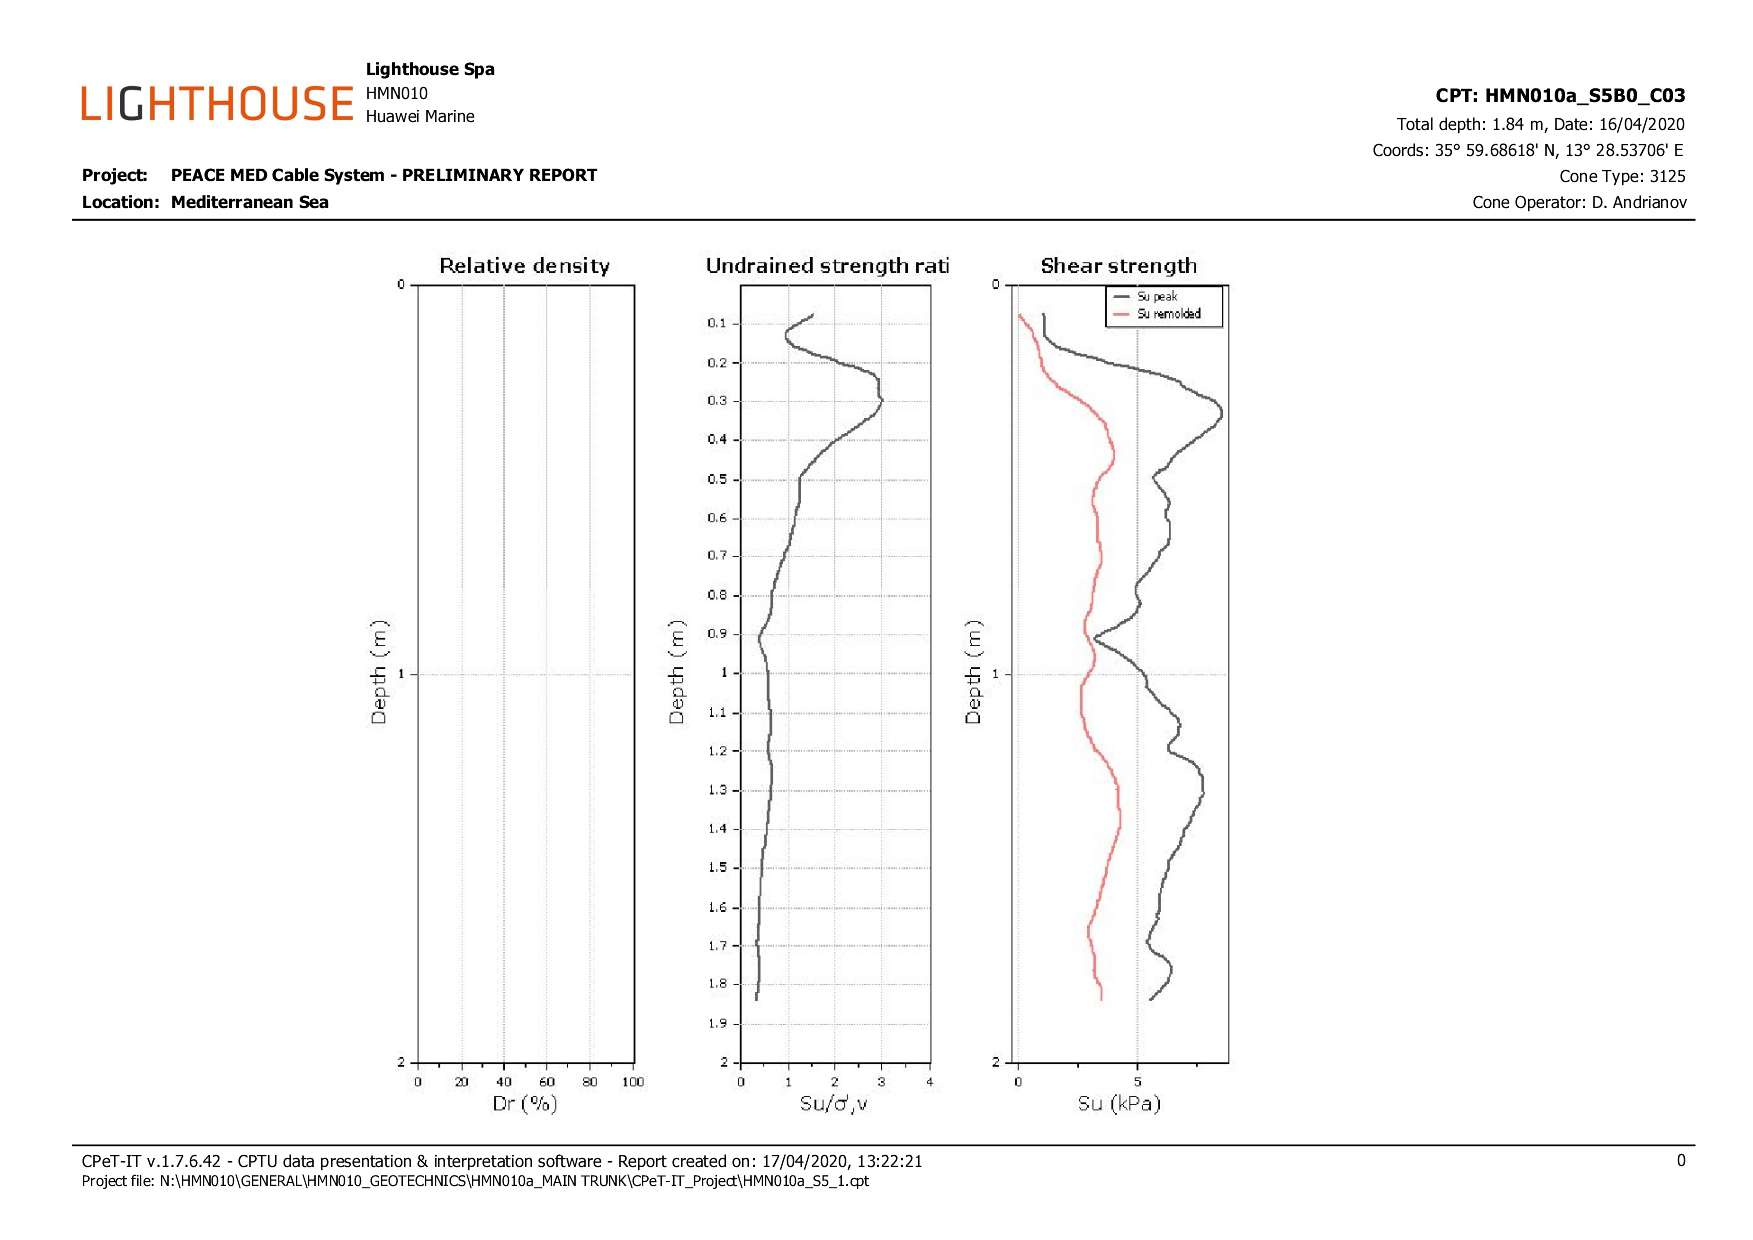 LIGHTHOUSE
Lighthouse Spa
HMN010
Huawei Marine
CPT: HMN010a_S5B0_C03
Total depth: 1.84 m, Date: 16/04/2020
Coords: 35° 59.68618' N, 13° 28.53706' E
Cone Type: 3125
Cone Operator: D. Andrianov
Project: PEACE MED Cable System - PRELIMINARY REPORT
Location: Mediterranean Sea
Relative density
0
1
2
Depth (m)
0 20 40 60 80 100
Dr (%)
Undrained strength rati
0.1
0.2
0.3
0.4
0.5
0.6
0.7
0.8
0.9
1
1.1
1.2
1.3
1.4
1.5
1.6
1.7
1.8
1.9
2
Depth (m)
0 1 2 3 4
Su/σ',v
Shear strength
Su peak
Su remolded
0
1
2
Depth (m)
0 5
Su (kPa)
CPeT-IT v.1.7.6.42 - CPTU data presentation & interpretation software - Report created on: 17/04/2020, 13:22:21
0
Project file: N:\HMN010\GENERAL\HMN010_GEOTECHNICS\HMN010a_MAIN TRUNK\CPeT-IT_Project\HMN010a_S5_1.cpt